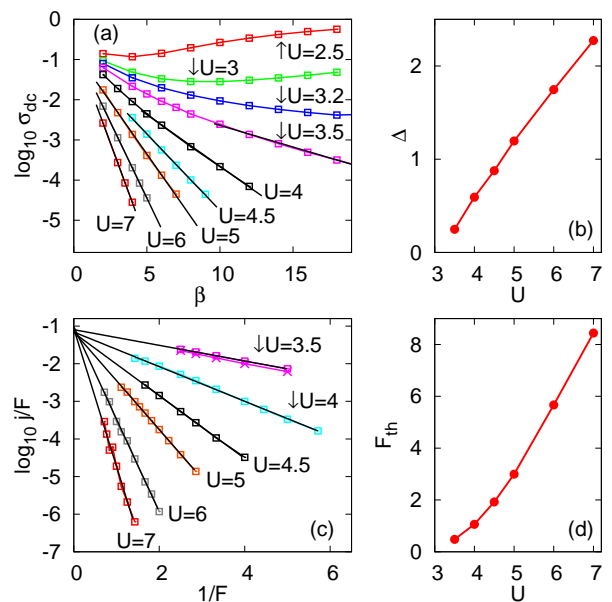 (a)
0
-1
-2
-3
-4
-5
log10 σdc
↑U=2.5
↓U=3
↓U=3.2
↓U=3.5
U=4
U=4.5
U=5
U=6
U=7
0 5 10 15
β
2
1
0
Δ
(b)
3 4 5 6 7
U
-1
-2
-3
-4
-5
-6
-7
log10 j/F
↓U=3.5
↓U=4
U=4.5
U=5
U=6
U=7
(c)
0 2 4 6
1/F
8
6
4
2
0
Fth
(d)
3 4 5 6 7
U